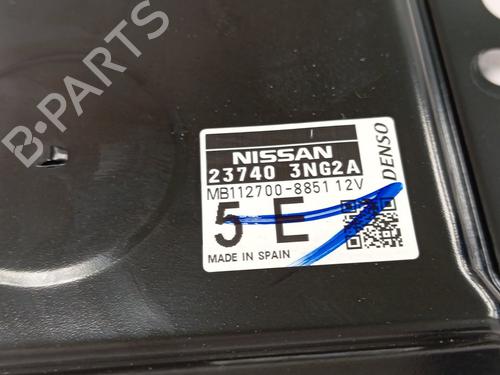 B-PARTS
NISSAN
23740 3NG2A
MB112700-8851 12V
5 E
MADE IN SPAIN
DENSO